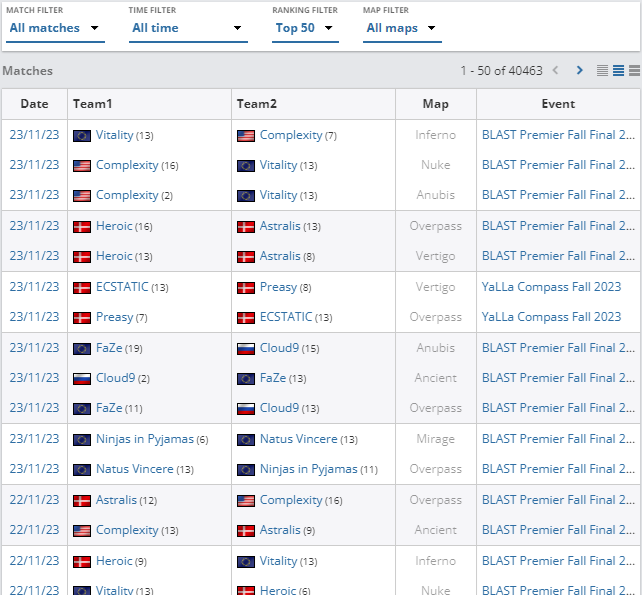 MATCH FILTER TIME FILTER RANKING FILTER MAP FILTER
All matches All time Top 50 All maps
Matches 1 - 50 of 40463
Date Team1 Team2 Map Event
23/11/23 Vitality (13) Complexity (7) Inferno BLAST Premier Fall Final 2...
23/11/23 Complexity (16) Vitality (13) Nuke BLAST Premier Fall Final 2...
23/11/23 Complexity (2) Vitality (13) Anubis BLAST Premier Fall Final 2...
23/11/23 Heroic (16) Astralis (13) Overpass BLAST Premier Fall Final 2...
23/11/23 Heroic (13) Astralis (8) Vertigo BLAST Premier Fall Final 2...
23/11/23 ECSTATIC (13) Preasy (8) Vertigo YaLLa Compass Fall 2023
23/11/23 Preasy (7) ECSTATIC (13) Overpass YaLLa Compass Fall 2023
23/11/23 FaZe (19) Cloud9 (15) Anubis BLAST Premier Fall Final 2...
23/11/23 Cloud9 (2) FaZe (13) Ancient BLAST Premier Fall Final 2...
23/11/23 FaZe (11) Cloud9 (13) Overpass BLAST Premier Fall Final 2...
23/11/23 Ninjas in Pyjamas (6) Natus Vincere (13) Mirage BLAST Premier Fall Final 2...
23/11/23 Natus Vincere (13) Ninjas in Pyjamas (11) Overpass BLAST Premier Fall Final 2...
22/11/23 Astralis (12) Complexity (16) Overpass BLAST Premier Fall Final 2...
22/11/23 Complexity (13) Astralis (9) Ancient BLAST Premier Fall Final 2...
22/11/23 Heroic (9) Vitality (13) Inferno BLAST Premier Fall Final 2...
22/11/23 Vitality (13) Heroic (6) Nuke BLAST Premier Fall Final 2...